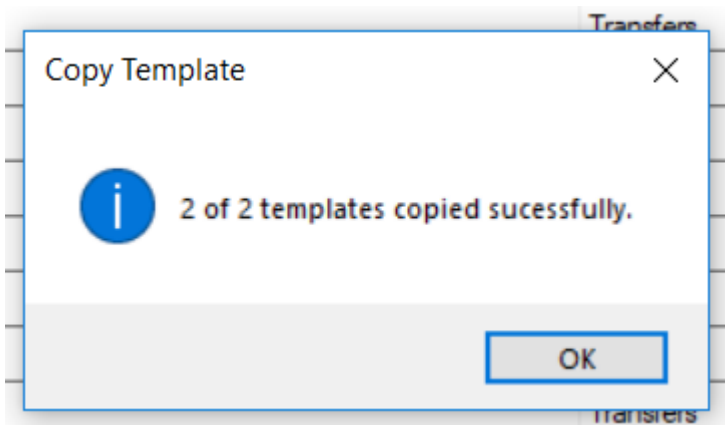 Transfers
Copy Template
2 of 2 templates copied sucessfully.
OK
Transfers